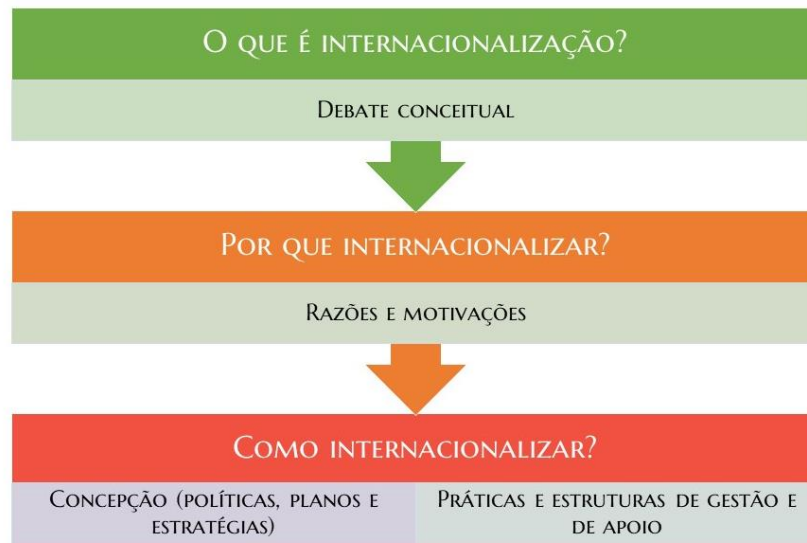 O QUE É INTERNACIONALIZAÇÃO?
DEBATE CONCEITUAL
POR QUE INTERNACIONALIZAR?
RAZÕES E MOTIVAÇÕES
COMO INTERNACIONALIZAR?
CONCEPÇÃO (POLÍTICAS, PLANOS E
ESTRATÉGIAS)
PRÁTICAS E ESTRUTURAS DE GESTÃO E
DE APOIO